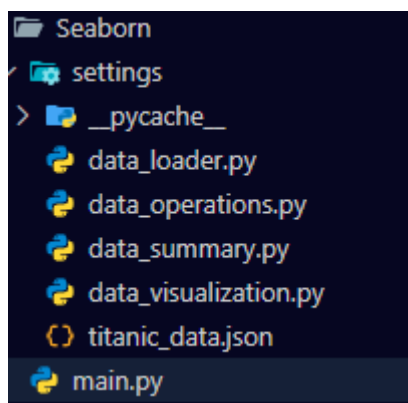 Seaborn
settings
__pycache__
data_loader.py
data_operations.py
data_summary.py
data_visualization.py
titanic_data.json
main.py